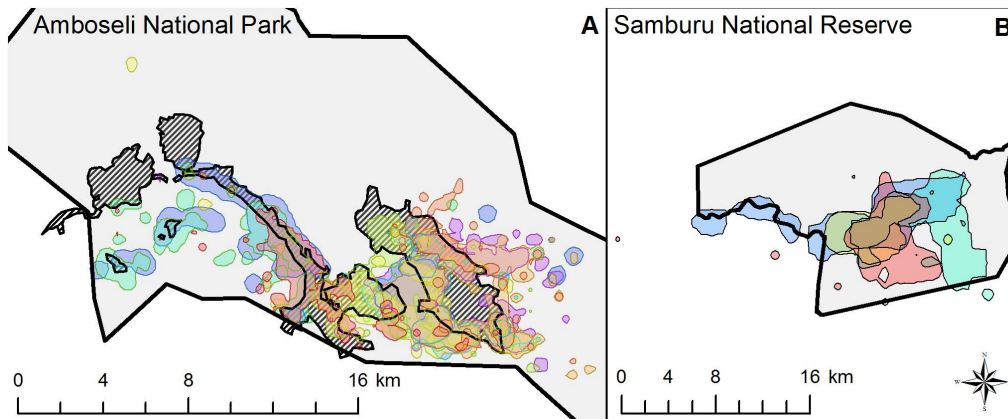 Amboseli National Park A
Samburu National Reserve B
0 4 8 16 km
0 4 8 16 km
N
W E
S